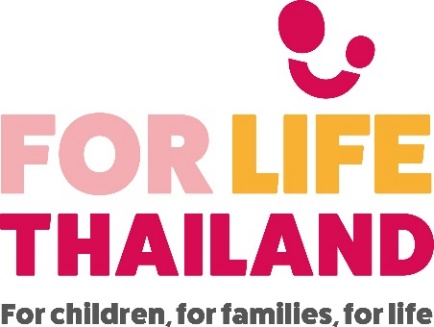 FOR LIFE
THAILAND
For children, for families, for life